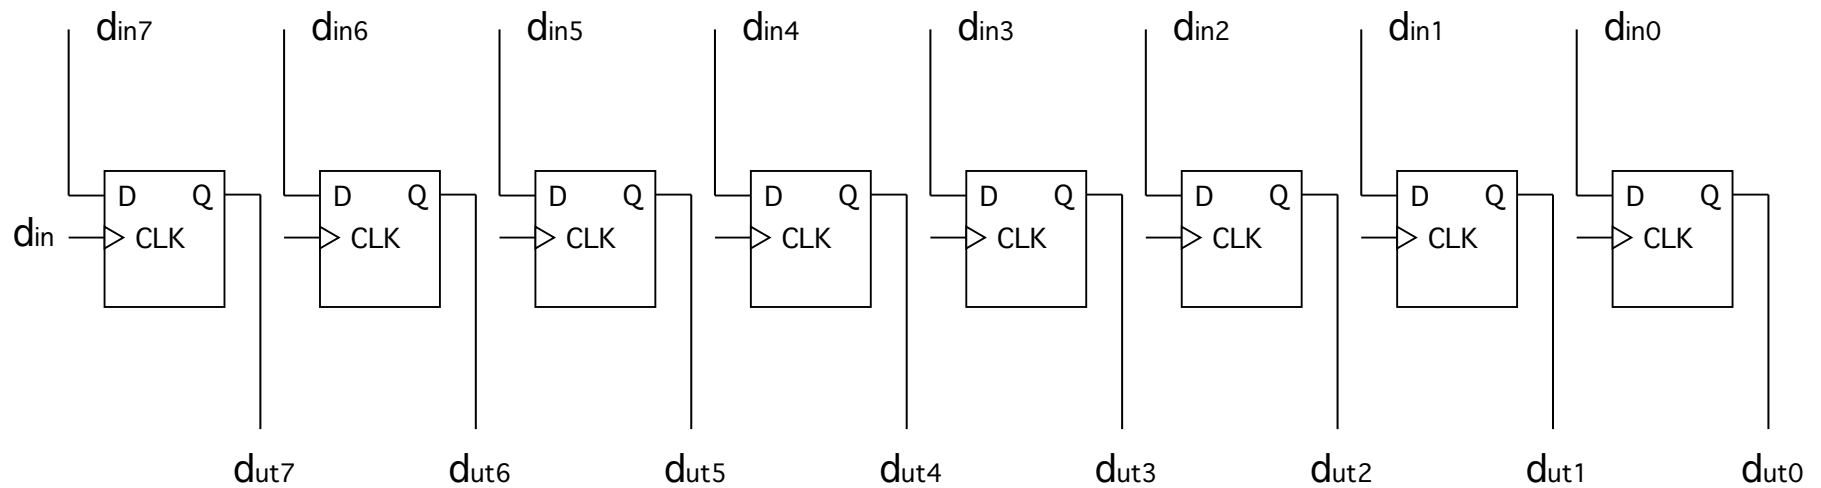 din7 din6 din5 din4 din3 din2 din1 din0
D Q D Q D Q D Q D Q D Q D Q D Q
din CLK CLK CLK CLK CLK CLK CLK CLK
dut7 dut6 dut5 dut4 dut3 dut2 dut1 dut0